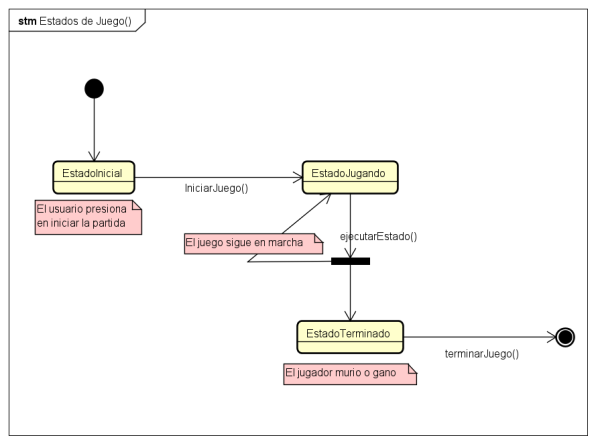 stm Estados de Juego()
EstadoInicial
EstadoJugando
IniciarJuego()
El usuario presiona
en iniciar la partida
El juego sigue en marcha
ejecutarEstado()
EstadoTerminado
terminarJuego()
El jugador murio o gano